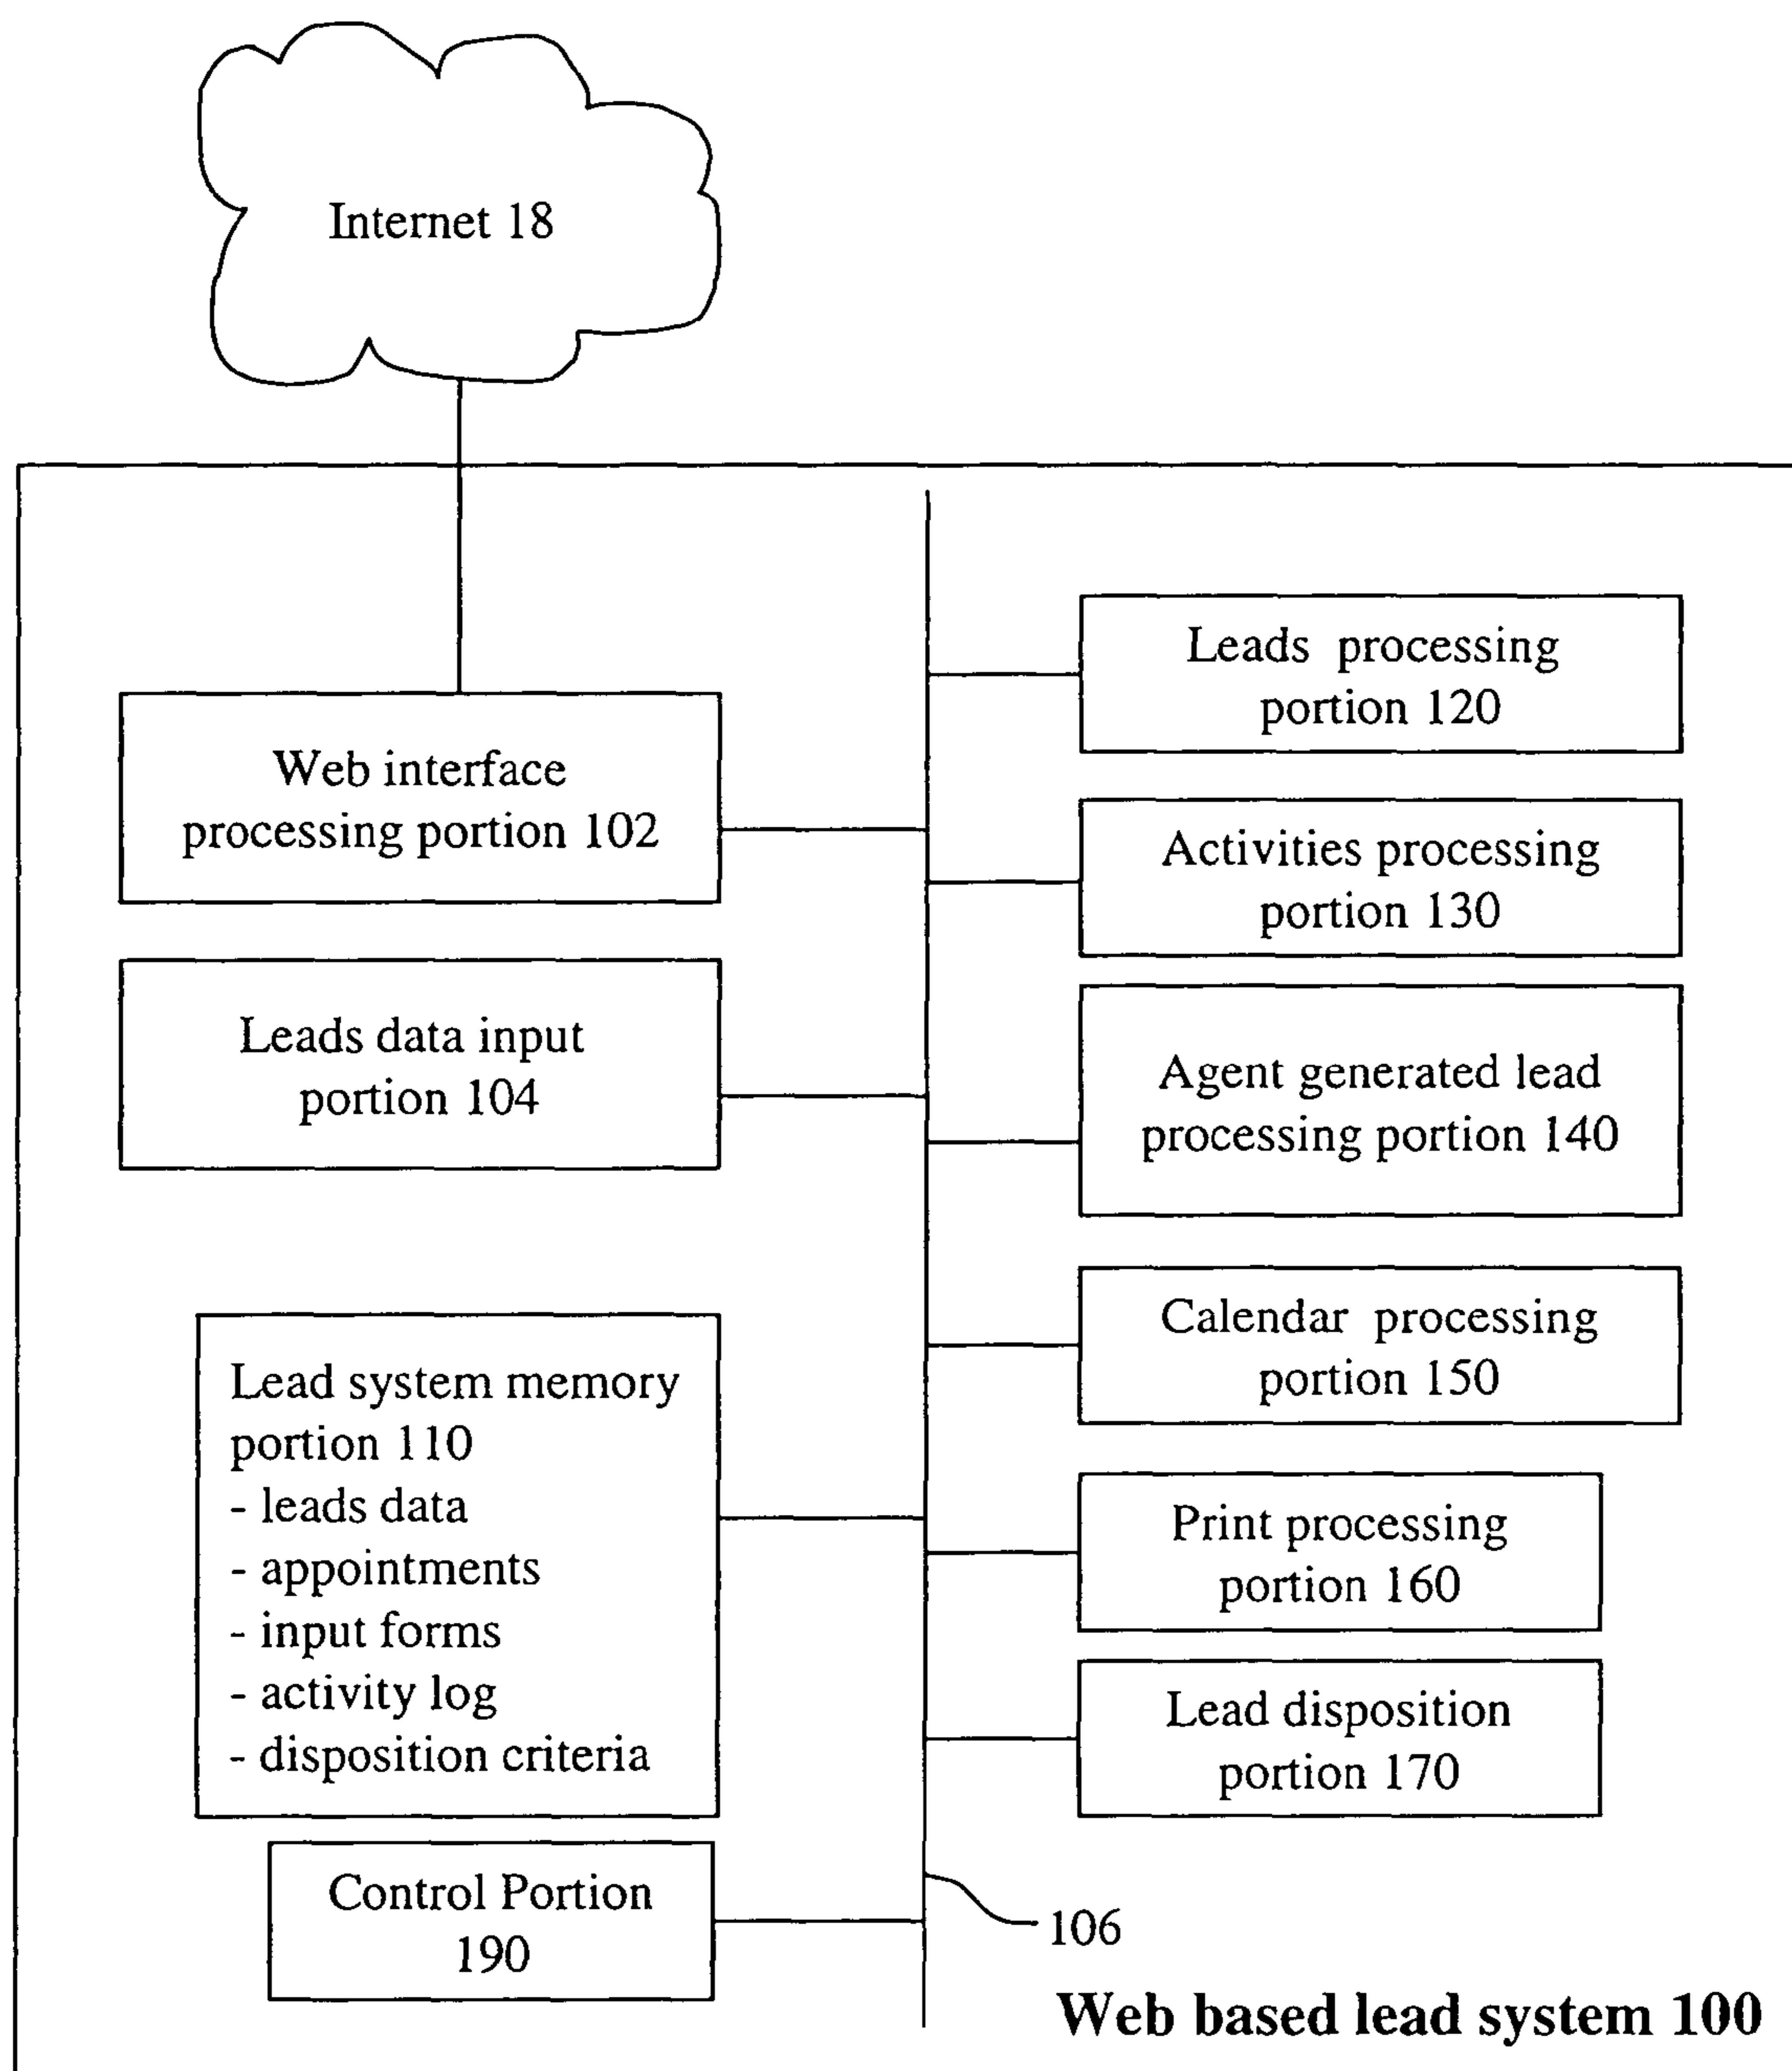 Internet 18
Web interface
processing portion 102
Leads data input
portion 104
Lead system memory
portion 110
- leads data
- appointments
- input forms
- activity log
- disposition criteria
Control Portion
190
Leads processing
portion 120
Activities processing
portion 130
Agent generated lead
processing portion 140
Calendar processing
portion 150
Print processing
portion 160
Lead disposition
portion 170
106
Web based lead system 100